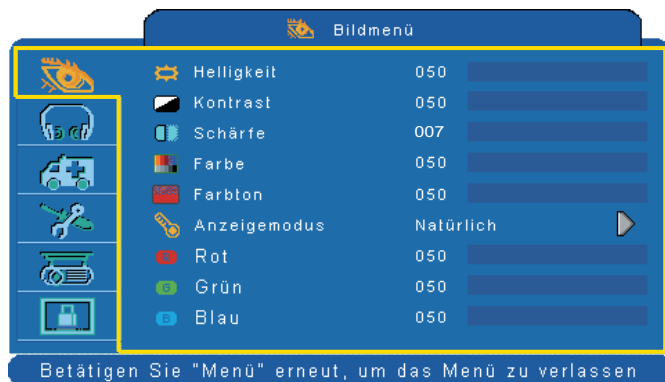 Bildmenü
Helligkeit 050
Kontrast 050
Schärfe 007
Farbe 050
Farbton 050
Anzeigemodus Natürlich
R Rot 050
G Grün 050
B Blau 050
Betätigen Sie "Menü" erneut, um das Menü zu verlassen